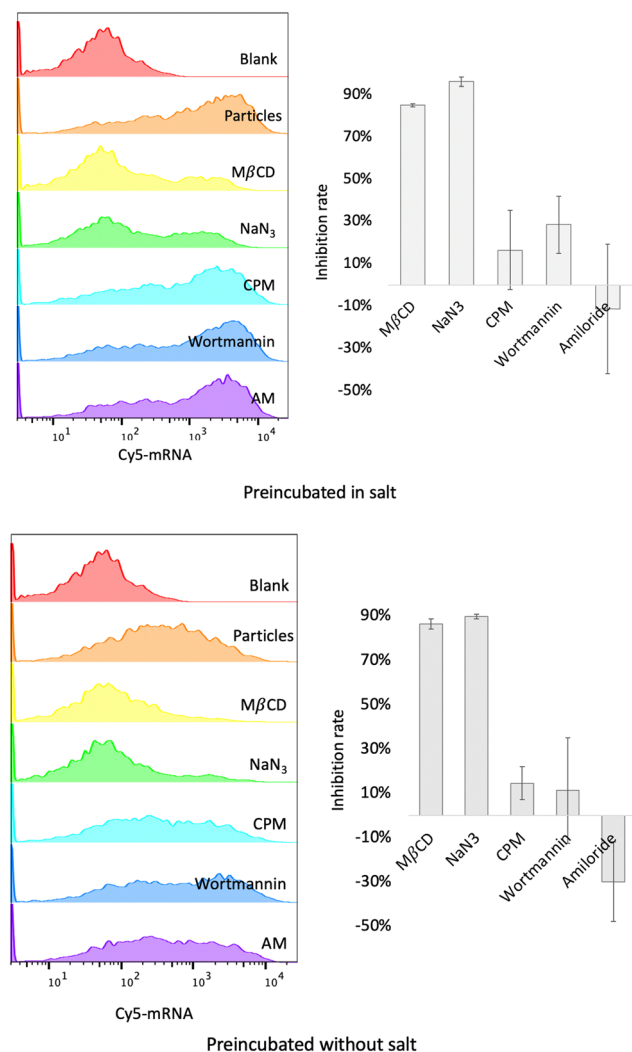 Blank
Particles
MβCD
NaN₃
CPM
Wortmannin
AM
10¹ 10² 10³ 10⁴
Cy5-mRNA
90%
70%
50%
30%
10%
-10%
-30%
-50%
Inhibition rate
MβCD
NaN3
CPM
Wortmannin
Amiloride
Preincubated in salt
Blank
Particles
MβCD
NaN₃
CPM
Wortmannin
AM
10¹ 10² 10³ 10⁴
Cy5-mRNA
90%
70%
50%
30%
10%
-10%
-30%
-50%
Inhibition rate
MβCD
NaN3
CPM
Wortmannin
Amiloride
Preincubated without salt